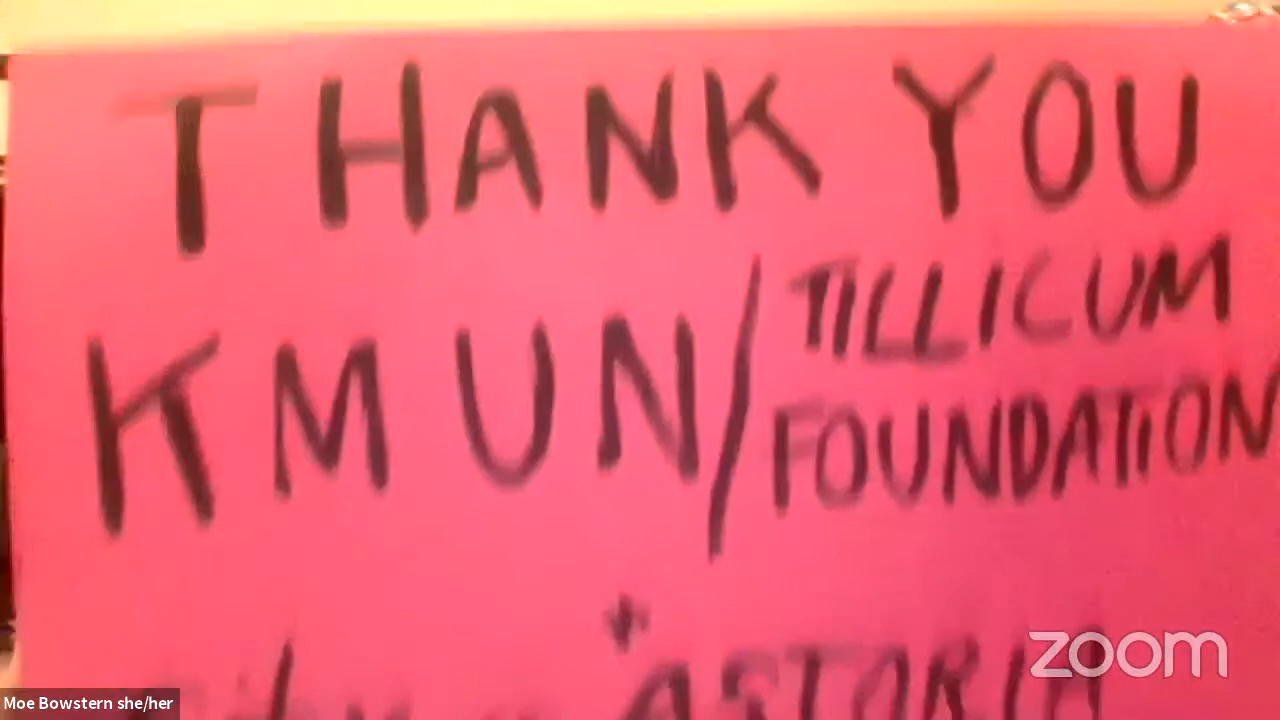 THANK YOU
KMUN/TILLICUM
FOUNDATION
+
ASTORIA
zoom
Moe Bowstern she/her